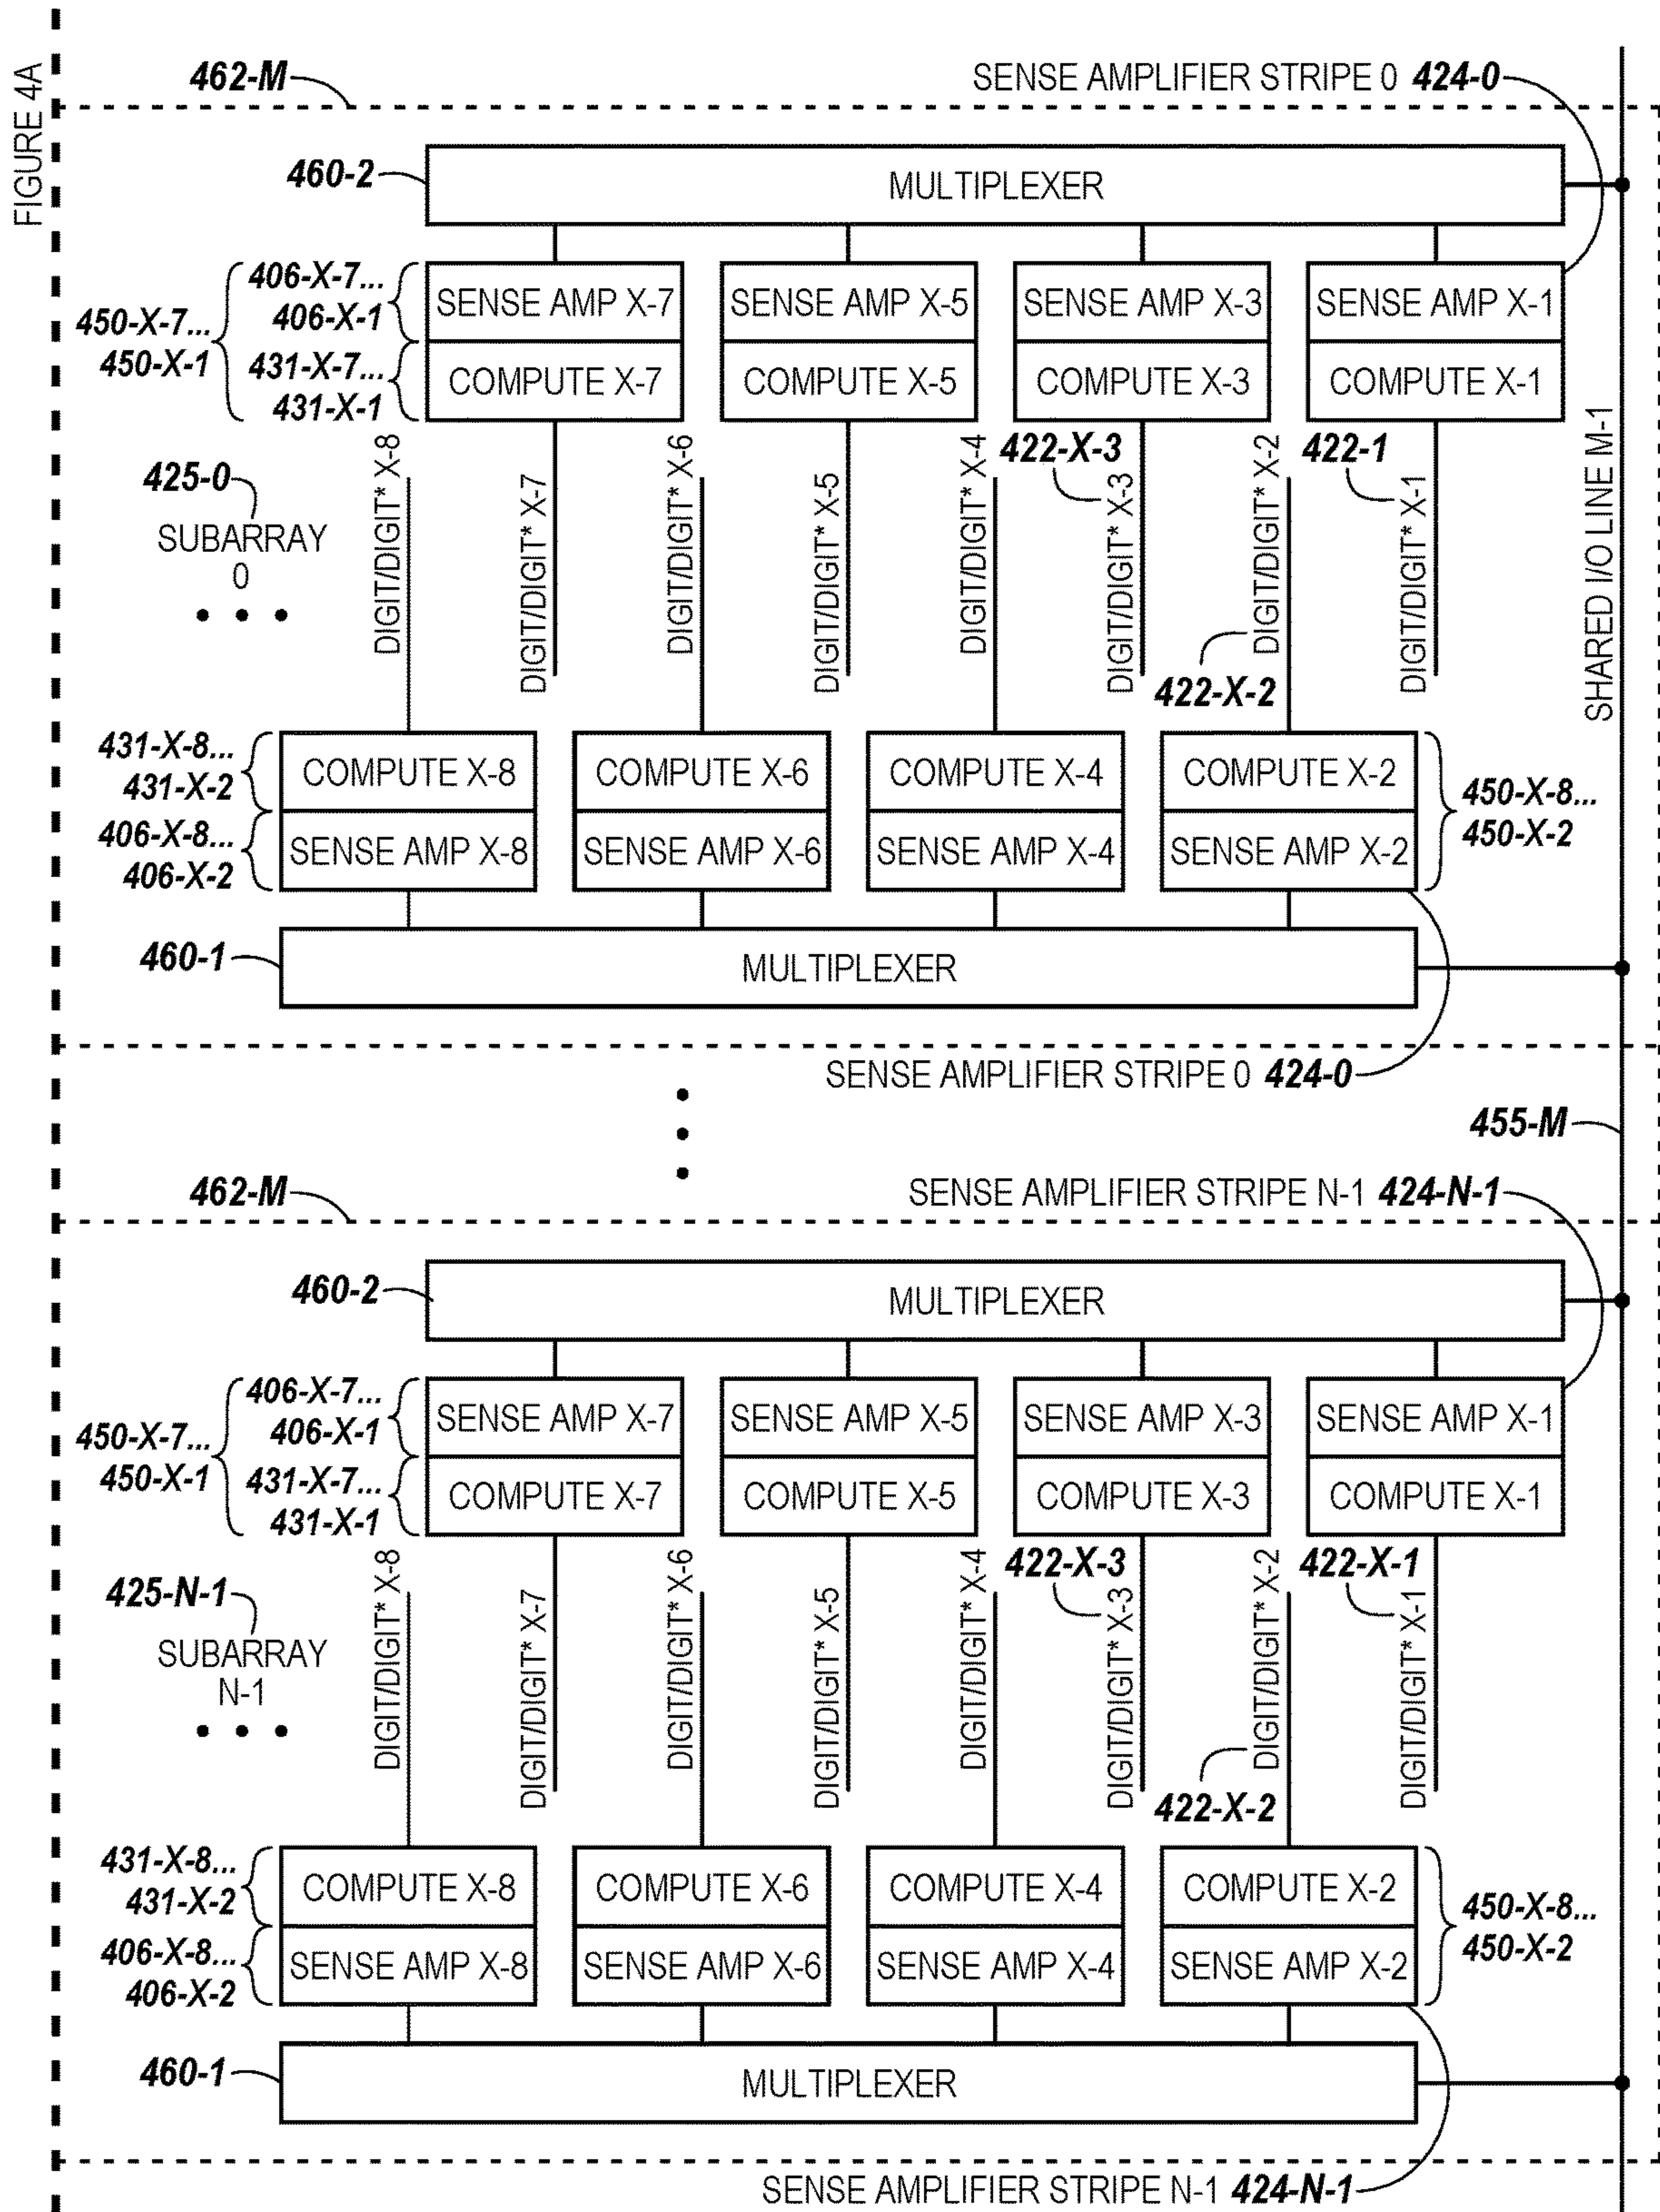 FIGURE 4A
462-M
SENSE AMPLIFIER STRIPE 0 424-0
460-2
MULTIPLEXER
450-X-7...
450-X-1
406-X-7...
406-X-1
431-X-7...
431-X-1
SENSE AMP X-7
SENSE AMP X-5
SENSE AMP X-3
SENSE AMP X-1
COMPUTE X-7
COMPUTE X-5
COMPUTE X-3
COMPUTE X-1
425-0
SUBARRAY
0
• • •
DIGIT/DIGIT* X-8
DIGIT/DIGIT* X-7
DIGIT/DIGIT* X-6
DIGIT/DIGIT* X-5
DIGIT/DIGIT* X-4
422-X-3
DIGIT/DIGIT* X-3
DIGIT/DIGIT* X-2
422-X-2
422-1
DIGIT/DIGIT* X-1
SHARED I/O LINE M-1
431-X-8...
431-X-2
406-X-8...
406-X-2
COMPUTE X-8
COMPUTE X-6
COMPUTE X-4
COMPUTE X-2
SENSE AMP X-8
SENSE AMP X-6
SENSE AMP X-4
SENSE AMP X-2
450-X-8...
450-X-2
460-1
MULTIPLEXER
SENSE AMPLIFIER STRIPE 0 424-0
455-M
462-M
SENSE AMPLIFIER STRIPE N-1 424-N-1
460-2
MULTIPLEXER
450-X-7...
450-X-1
406-X-7...
406-X-1
431-X-7...
431-X-1
SENSE AMP X-7
SENSE AMP X-5
SENSE AMP X-3
SENSE AMP X-1
COMPUTE X-7
COMPUTE X-5
COMPUTE X-3
COMPUTE X-1
425-N-1
SUBARRAY
N-1
• • •
DIGIT/DIGIT* X-8
DIGIT/DIGIT* X-7
DIGIT/DIGIT* X-6
DIGIT/DIGIT* X-5
DIGIT/DIGIT* X-4
422-X-3
DIGIT/DIGIT* X-3
DIGIT/DIGIT* X-2
422-X-2
422-X-1
DIGIT/DIGIT* X-1
431-X-8...
431-X-2
406-X-8...
406-X-2
COMPUTE X-8
COMPUTE X-6
COMPUTE X-4
COMPUTE X-2
SENSE AMP X-8
SENSE AMP X-6
SENSE AMP X-4
SENSE AMP X-2
450-X-8...
450-X-2
460-1
MULTIPLEXER
SENSE AMPLIFIER STRIPE N-1 424-N-1